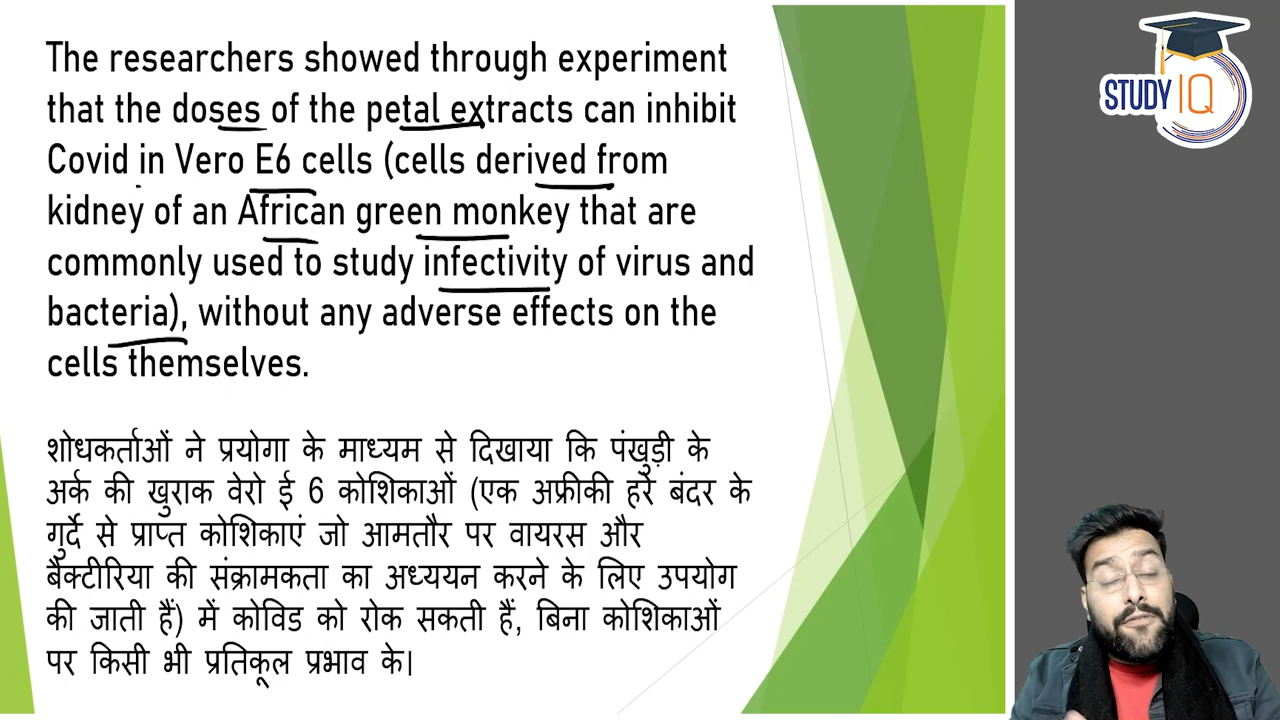 The researchers showed through experiment
that the doses of the petal extracts can inhibit
Covid in Vero E6 cells (cells derived from
kidney of an African green monkey that are
commonly used to study infectivity of virus and
bacteria), without any adverse effects on the
cells themselves.
शोधकर्ताओं ने प्रयोगा के माध्यम से दिखाया कि पंखुड़ी के
अर्क की खुराक वेरो ई 6 कोशिकाओं (एक अफ्रीकी हरे बंदर के
गुर्दे से प्राप्त कोशिकाएं जो आमतौर पर वायरस और
बैक्टीरिया की संक्रामकता का अध्ययन करने के लिए उपयोग
की जाती हैं) में कोविड को रोक सकती हैं, बिना कोशिकाओं
पर किसी भी प्रतिकूल प्रभाव के।
STUDY IQ